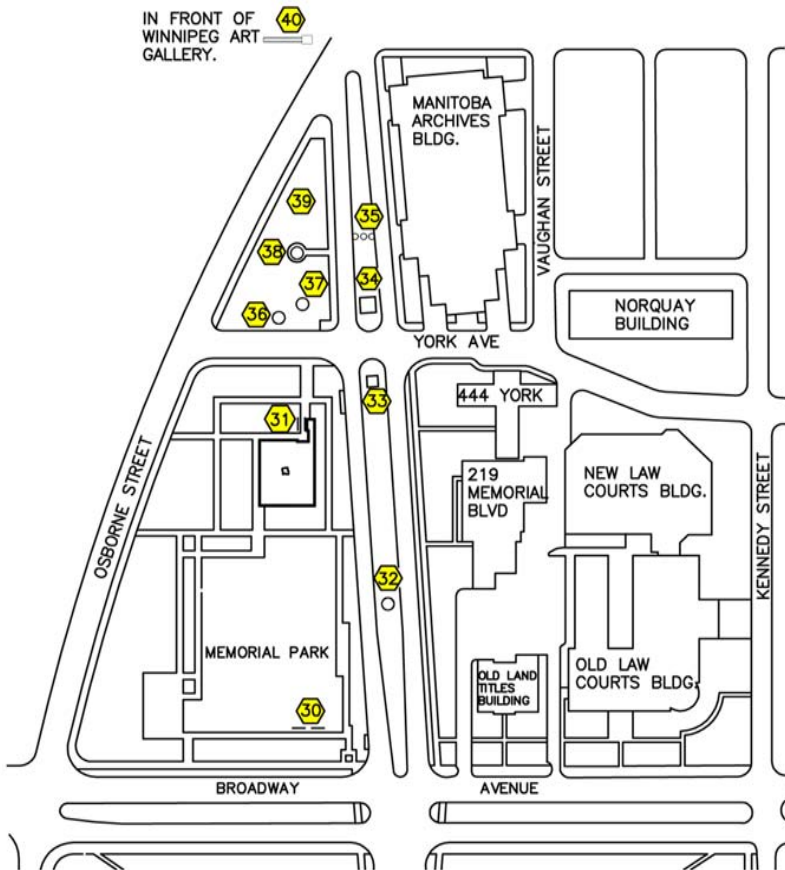 IN FRONT OF
WINNIPEG ART
GALLERY.
40
MANITOBA
ARCHIVES
BLDG.
VAUGHAN STREET
39
35
38
37
34
36
NORQUAY
BUILDING
YORK AVE
33
444 YORK
31
219
MEMORIAL
BLVD
NEW LAW
COURTS BLDG.
OSBORNE STREET
KENNEDY STREET
32
MEMORIAL PARK
OLD LAND
TITLES
BUILDING
OLD LAW
COURTS BLDG.
30
BROADWAY AVENUE